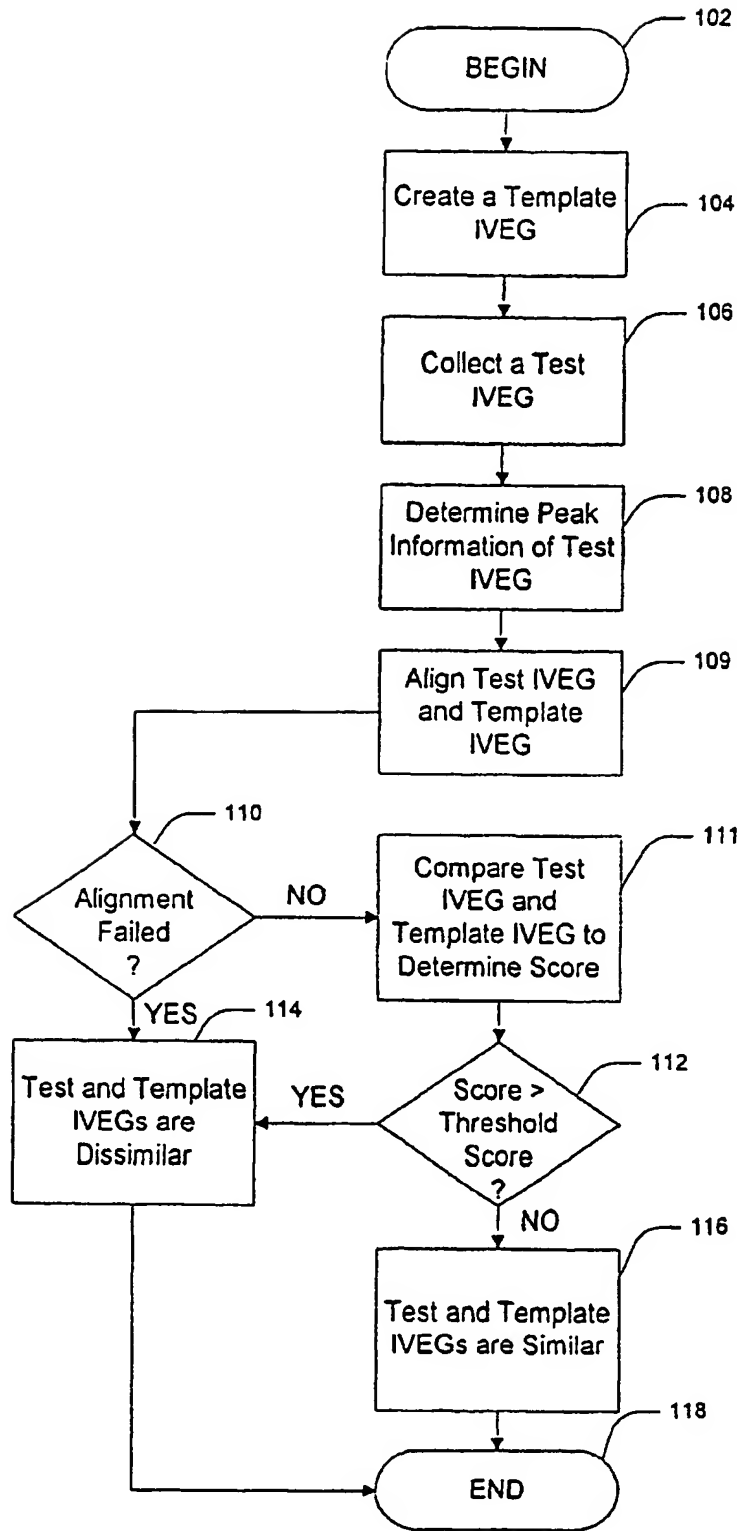 102
BEGIN
Create a Template
IVEG
104
106
Collect a Test
IVEG
108
Determine Peak
Information of Test
IVEG
109
Align Test IVEG
and Template
IVEG
110
Alignment
Failed
?
NO
111
Compare Test
IVEG and
Template IVEG to
Determine Score
YES
114
Test and Template
IVEGs are
Dissimilar
YES
112
Score >
Threshold
Score
?
NO
116
Test and Template
IVEGs are Similar
118
END